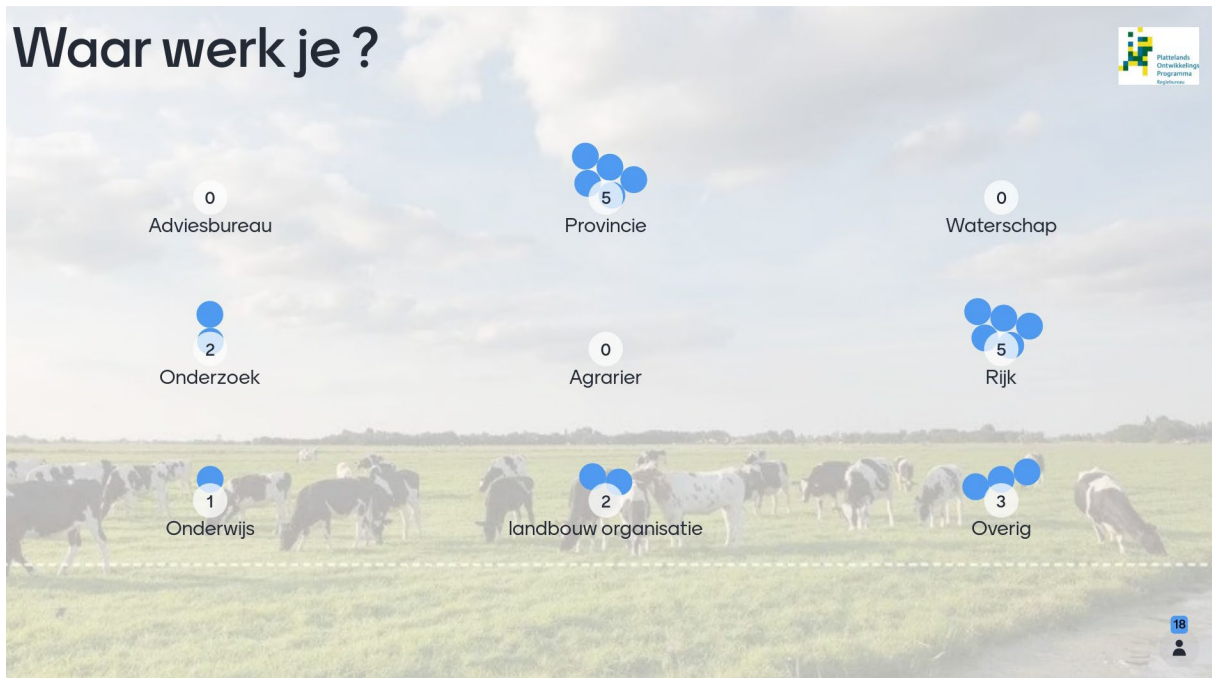 Waar werk je ?
Plattelands
Ontwikkelings
Programma
Regiebureau
0
Adviesbureau
5
Provincie
0
Waterschap
2
Onderzoek
0
Agrarier
5
Rijk
1
Onderwijs
2
landbouw organisatie
3
Overig
18